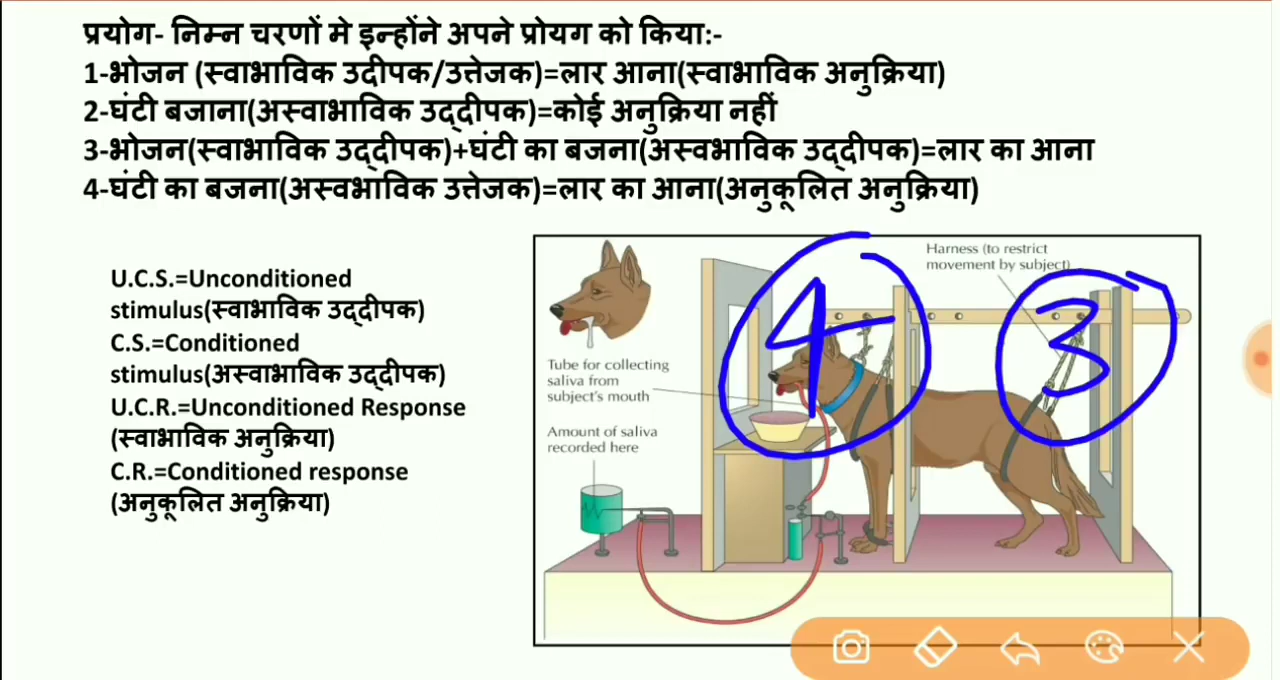 प्रयोग- निम्न चरणों मे इन्होंने अपने प्रोयग को किया:-
1-भोजन (स्वाभाविक उदीपक/उत्तेजक)=लार आना(स्वाभाविक अनुक्रिया)
2-घंटी बजाना(अस्वाभाविक उद्दीपक)=कोई अनुक्रिया नहीं
3-भोजन(स्वाभाविक उद्दीपक)+घंटी का बजना(अस्वभाविक उद्दीपक)=लार का आना
4-घंटी का बजना(अस्वभाविक उत्तेजक)=लार का आना(अनुकूलित अनुक्रिया)
U.C.S.=Unconditioned
stimulus(स्वाभाविक उद्दीपक)
C.S.=Conditioned
stimulus(अस्वाभाविक उद्दीपक)
U.C.R.=Unconditioned Response
(स्वाभाविक अनुक्रिया)
C.R.=Conditioned response
(अनुकूलित अनुक्रिया)
Harness (to restrict
movement by subject)
4
3
Tube for collecting
saliva from
subject's mouth
Amount of saliva
recorded here